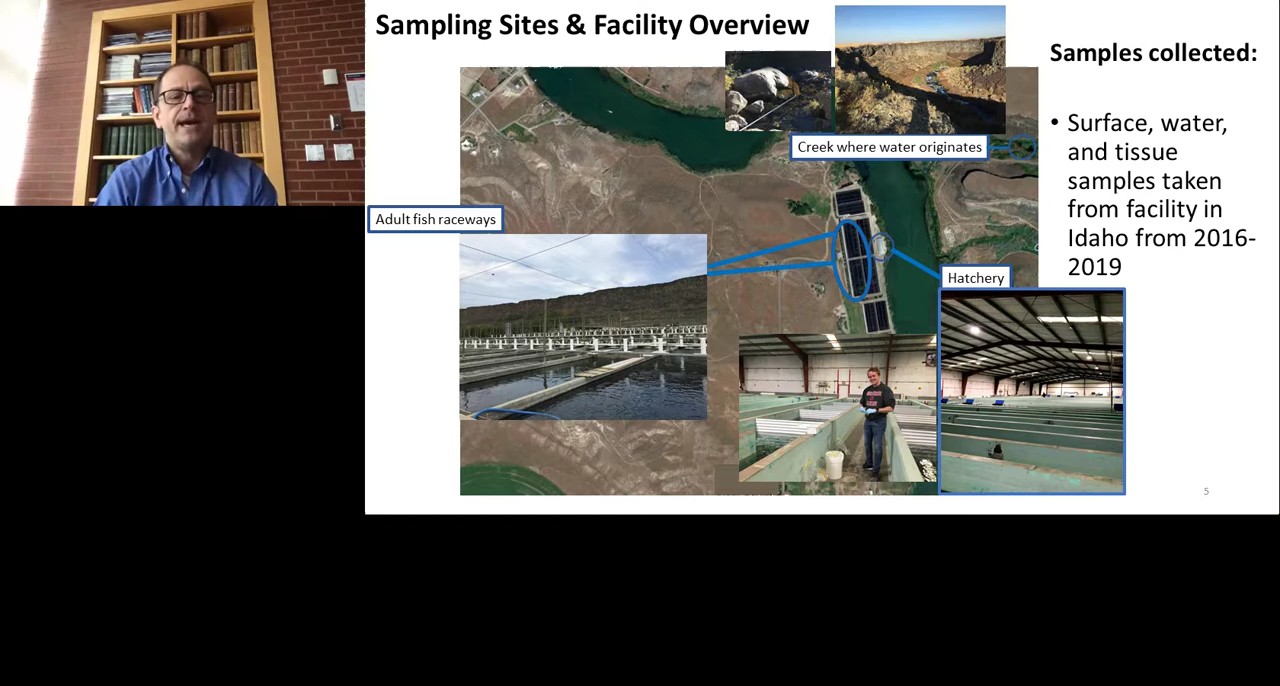 Sampling Sites & Facility Overview
Samples collected:
• Surface, water,
and tissue
samples taken
from facility in
Idaho from 2016-
2019
Creek where water originates
Adult fish raceways
Hatchery
5